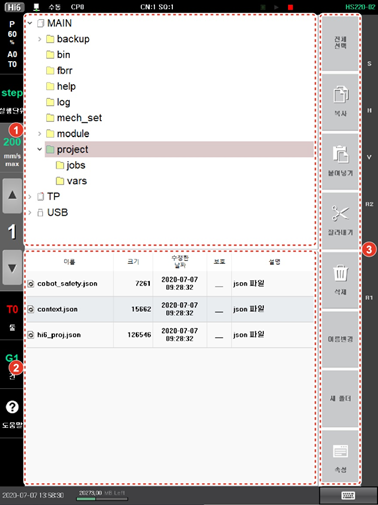 Hi6 수동 CP0 CN:1 SQ:1 HS220-02
P
60
%
A0
T0
step
실행단위
1
200
mm/s
max
1
T0
툴
G1
2
?
도움말
MAIN
backup
bin
fbrr
help
log
mech_set
module
project
jobs
vars
TP
USB
이름 크기 수정한 날짜 보호 설명
cobot_safety.json 7261 2020-07-07 09:28:32 __ json 파일
context.json 15662 2020-07-07 09:28:32 __ json 파일
hi6_proj.json 126546 2020-07-07 09:28:32 __ json 파일
전체
선택
복사
붙여넣기
잘라내기
삭제
이름변경
새 폴더
속성
3
S
H
V
R2
R1
2020-07-07 13:58:30